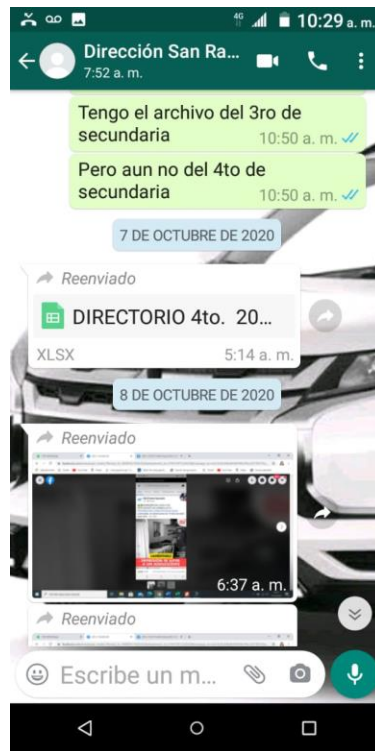 4G 10:29 a. m.
Dirección San Ra...
7:52 a. m.
Tengo el archivo del 3ro de
secundaria 10:50 a. m.
Pero aun no del 4to de
secundaria 10:50 a. m.
7 DE OCTUBRE DE 2020
Reenviado
DIRECTORIO 4to. 20...
XLSX 5:14 a. m.
8 DE OCTUBRE DE 2020
Reenviado
6:37 a. m.
Reenviado
Escribe un m...